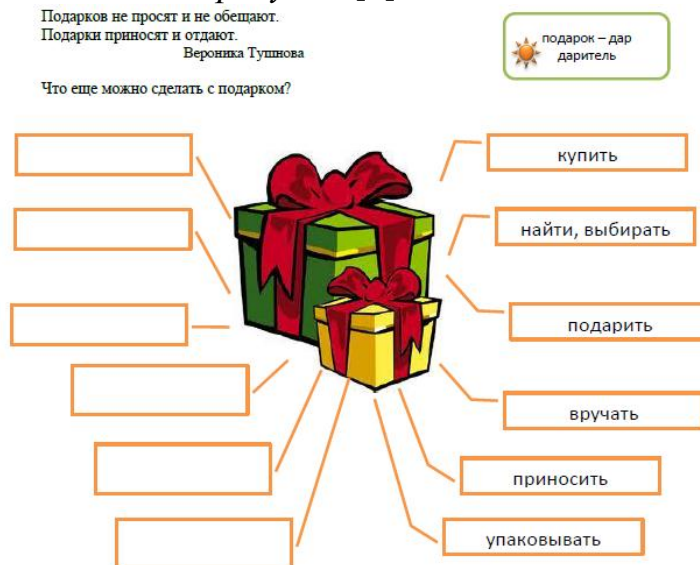 Подарков не просят и не обещают.
Подарки приносят и отдают.
Вероника Тушнова
подарок – дар
даритель
Что еще можно сделать с подарком?
купить
найти, выбирать
подарить
вручать
приносить
упаковывать